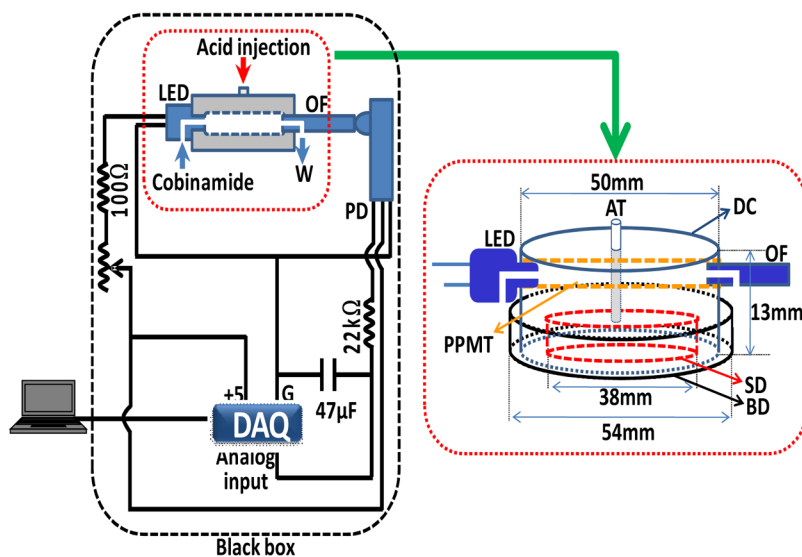 Acid injection
LED
OF
Cobinamide
W
100Ω
PD
22kΩ
+5
G
47μF
DAQ
Analog
input
Black box
50mm
AT
DC
LED
OF
13mm
PPMT
SD
38mm
BD
54mm